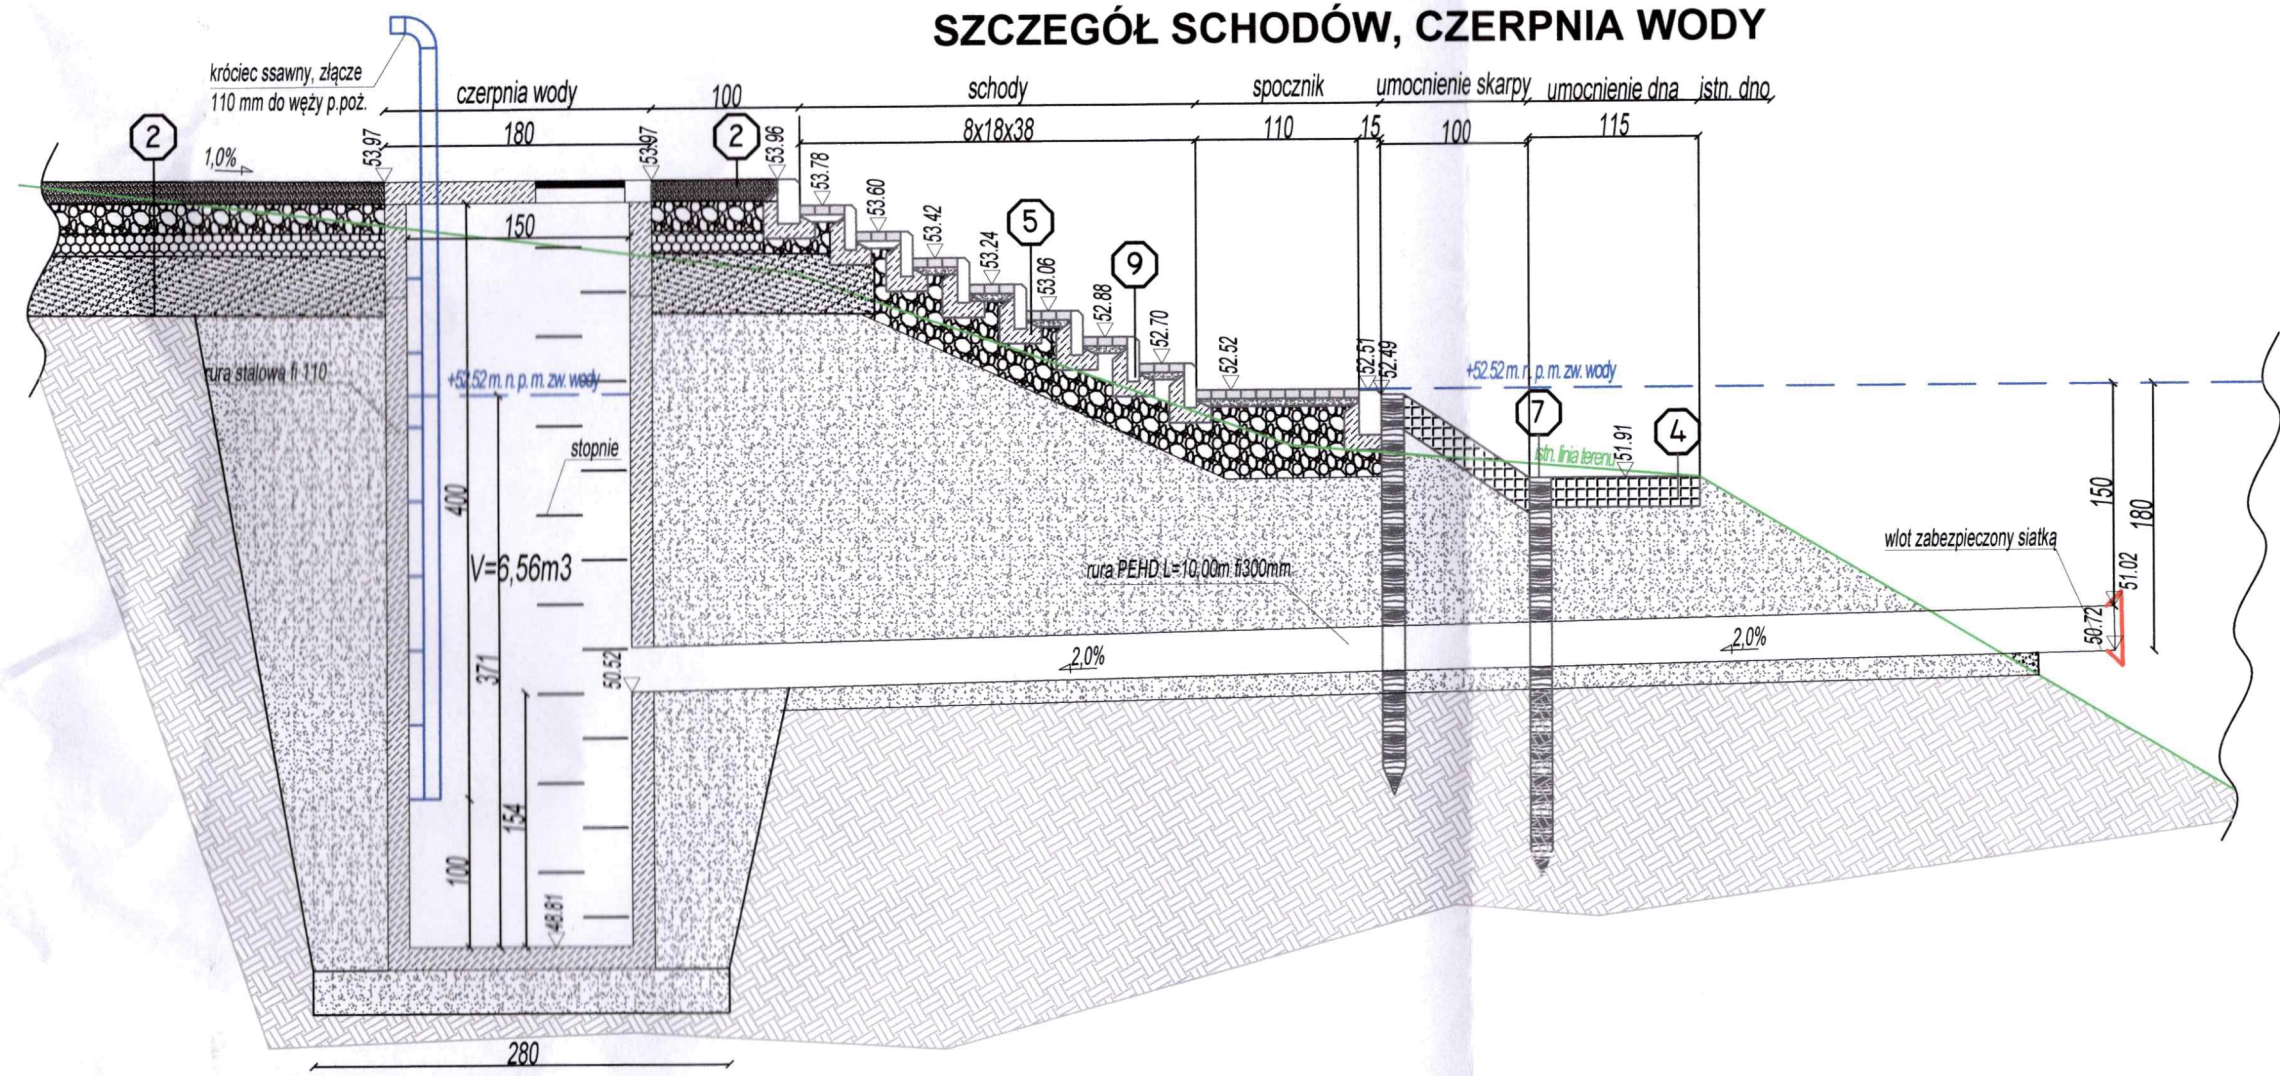 SZCZEGÓŁ SCHODÓW, CZERPNIA WODY
króciec ssawny, złącze
110 mm do węży p.poż.
czerpnia wody
100
schody
spocznik
umocnienie skarpy
umocnienie dna
istn. dno
2
1,0%
53.97
180
53.97
2
53.96
8x18x38
110
15
100
115
53.78
53.60
53.42
53.24
53.06
52.88
52.70
52.52
52.51
52.49
5
9
150
rura stalowa fi 110
+52.52 m. n. p. m. zw. wody
+52.52 m. n. p. m. zw. wody
7
4
istn. linia terenu
51.91
stopnie
400
V=6,56m3
371
154
100
50.52
48.81
rura PEHD L=10,00m fi300mm
2,0%
2,0%
wlot zabezpieczony siatką
150
180
51.02
50.72
280